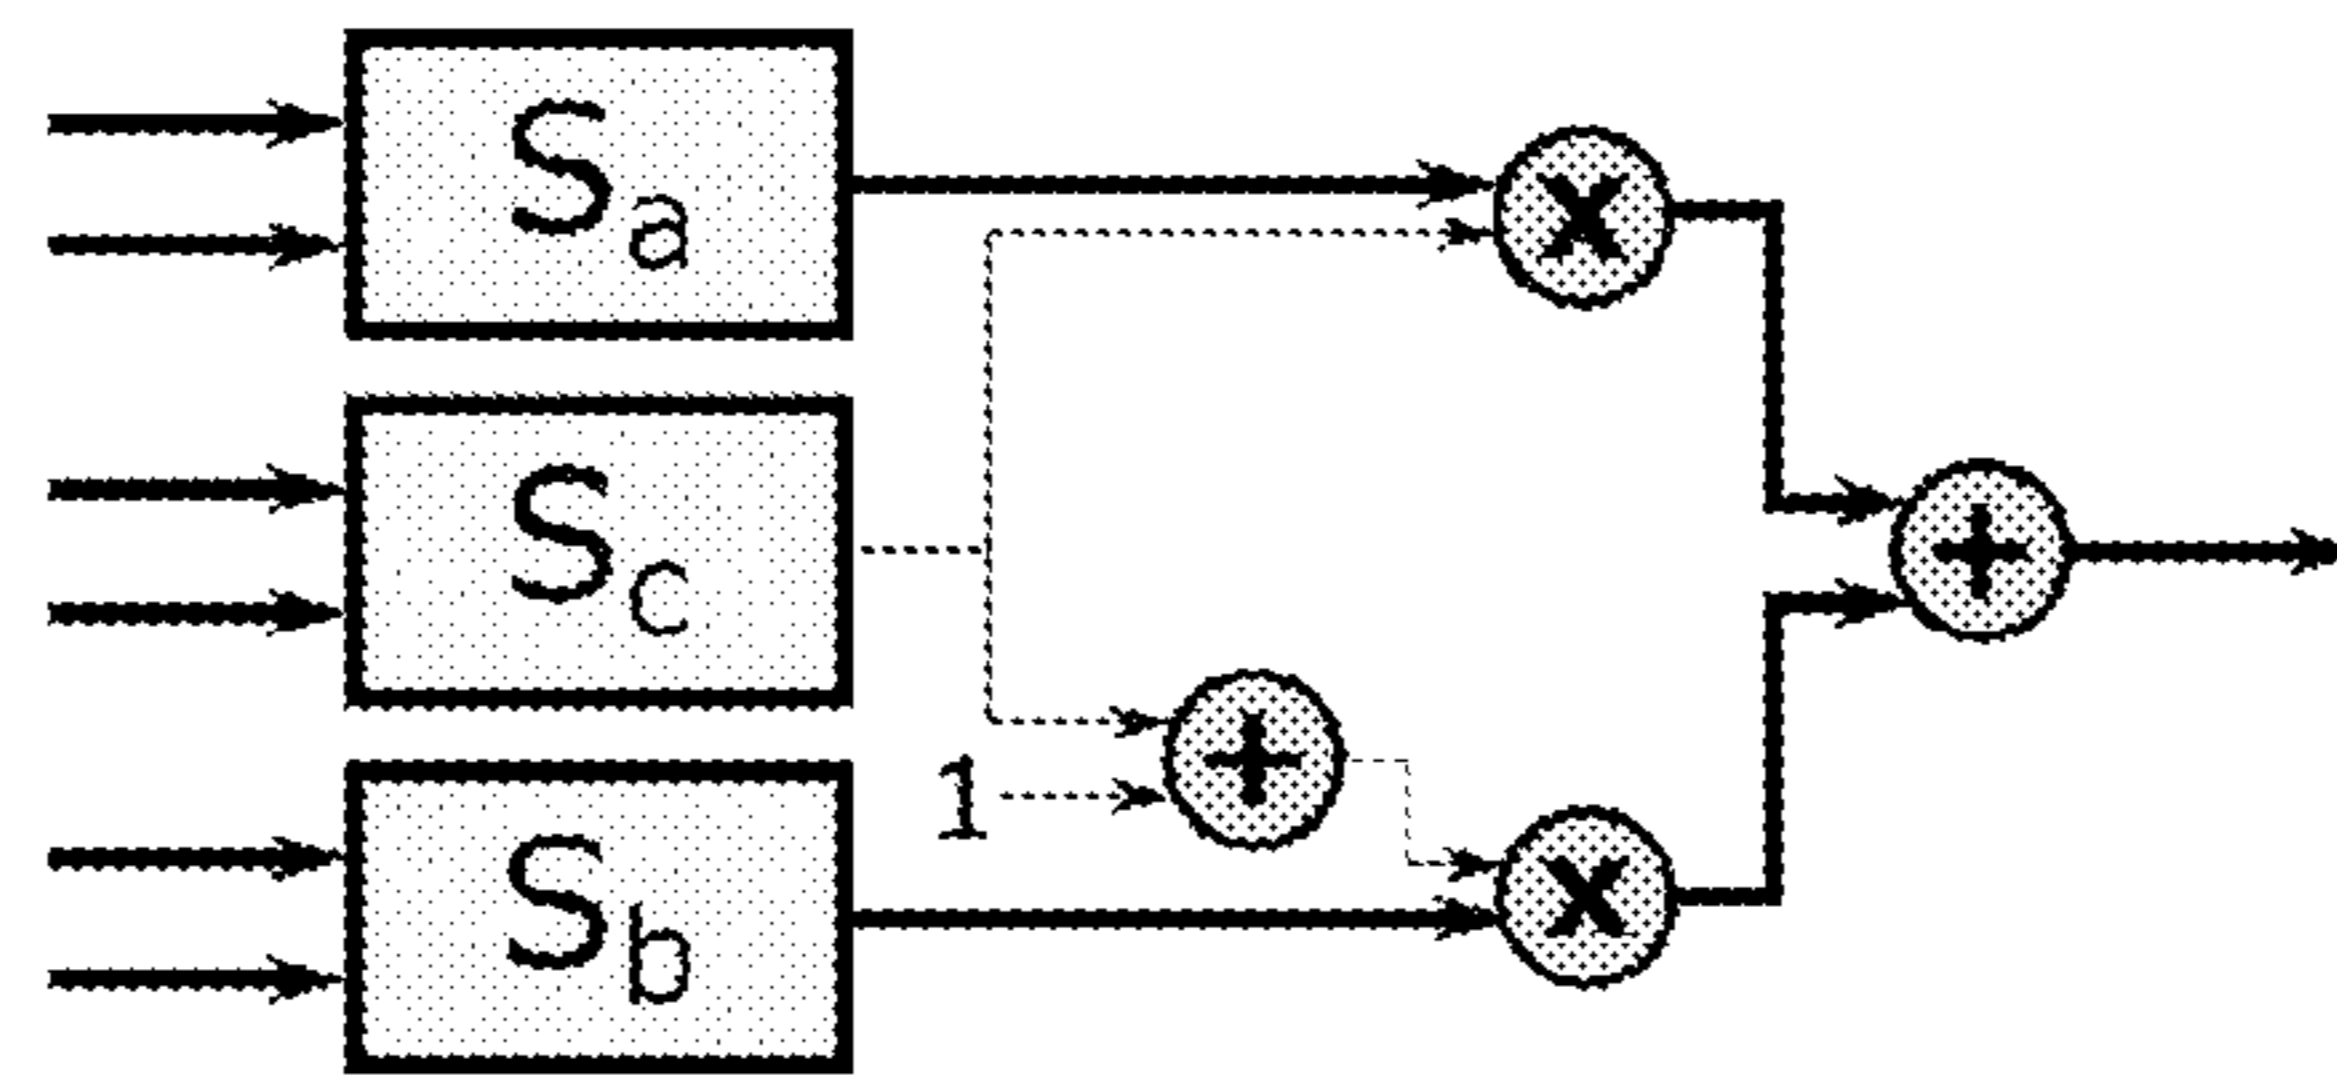 Sa
×
Sc
+
+
1
Sb
×